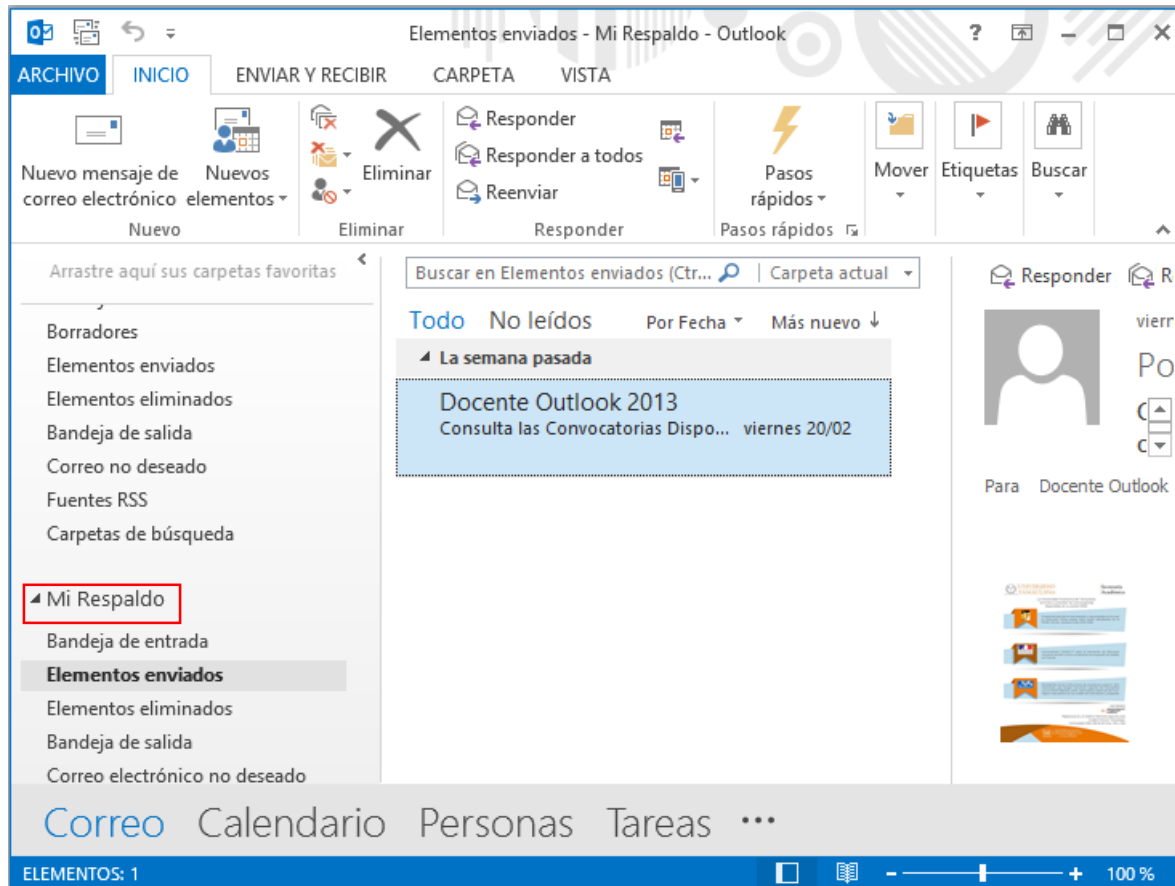 Elementos enviados - Mi Respaldo - Outlook
?
ARCHIVO INICIO ENVIAR Y RECIBIR CARPETA VISTA
Nuevo mensaje de correo electrónico
Nuevos elementos
Nuevo
Eliminar
Eliminar
Responder
Responder a todos
Reenviar
Responder
Pasos rápidos
Pasos rápidos
Mover
Etiquetas
Buscar
Arrastre aquí sus carpetas favoritas
Borradores
Elementos enviados
Elementos eliminados
Bandeja de salida
Correo no deseado
Fuentes RSS
Carpetas de búsqueda
Mi Respaldo
Bandeja de entrada
Elementos enviados
Elementos eliminados
Bandeja de salida
Correo electrónico no deseado
Buscar en Elementos enviados (Ctr... Carpeta actual
Todo No leídos Por Fecha Más nuevo
La semana pasada
Docente Outlook 2013
Consulta las Convocatorias Dispo... viernes 20/02
Responder R
vierr
Po
Para Docente Outlook
Correo Calendario Personas Tareas •••
ELEMENTOS: 1
- + 100 %